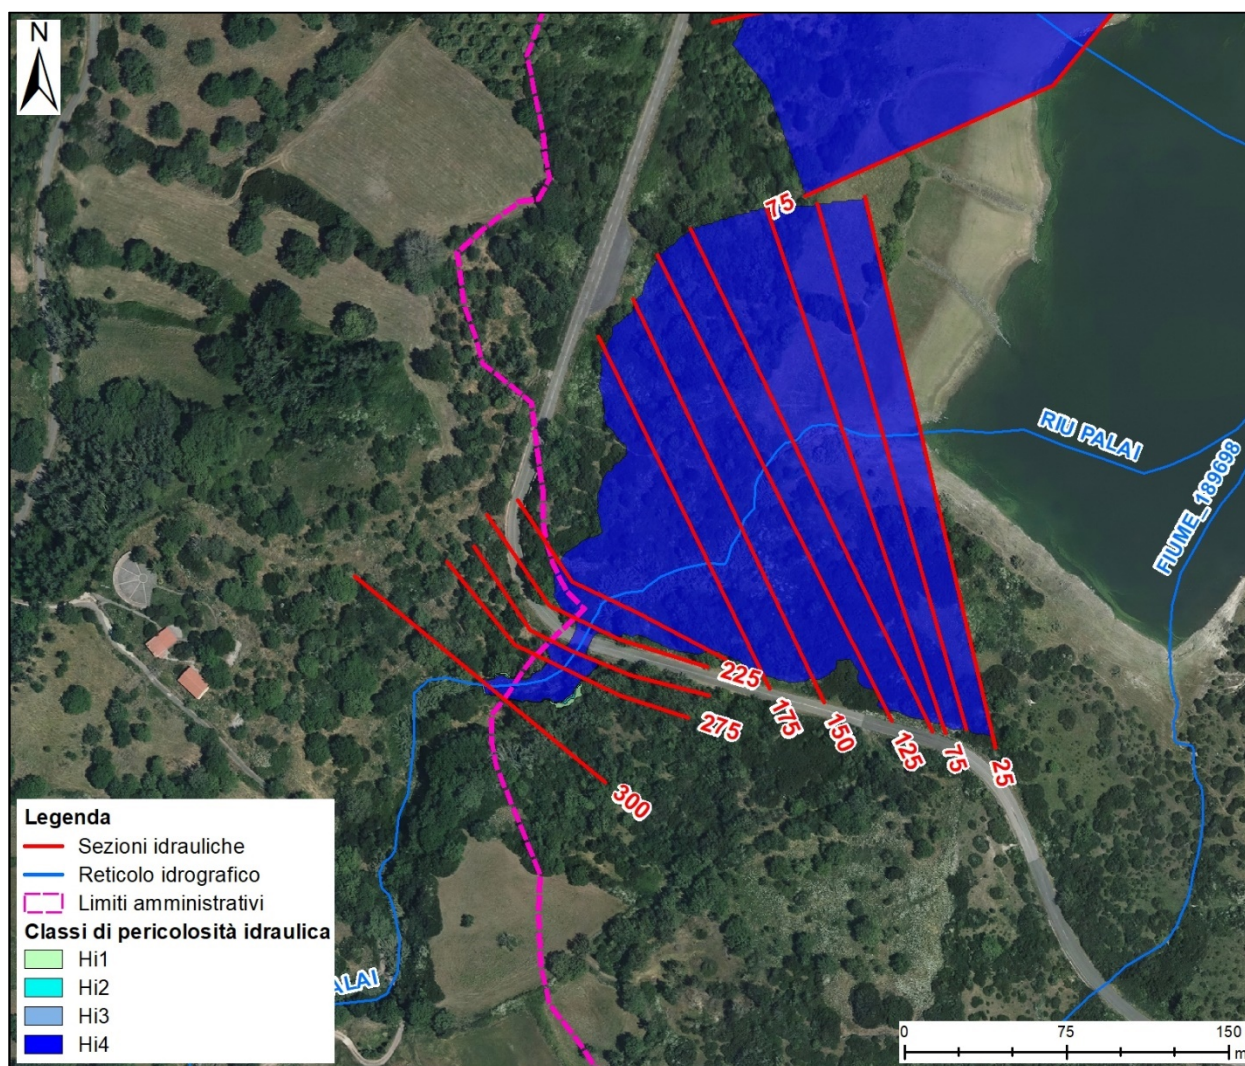 N
75
RIU PALAI
FIUME_189698
225
275
175
150
125
75
25
300
Legenda
Sezioni idrauliche
Reticolo idrografico
Limiti amministrativi
Classi di pericolosità idraulica
Hi1
Hi2
Hi3
Hi4
ALAI
0 75 150
m